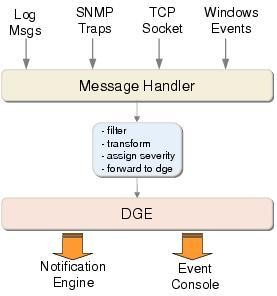 Log Msgs
SNMP Traps
TCP Socket
Windows Events
Message Handler
- filter
- transform
- assign severity
- forward to dge
DGE
Notification Engine
Event Console